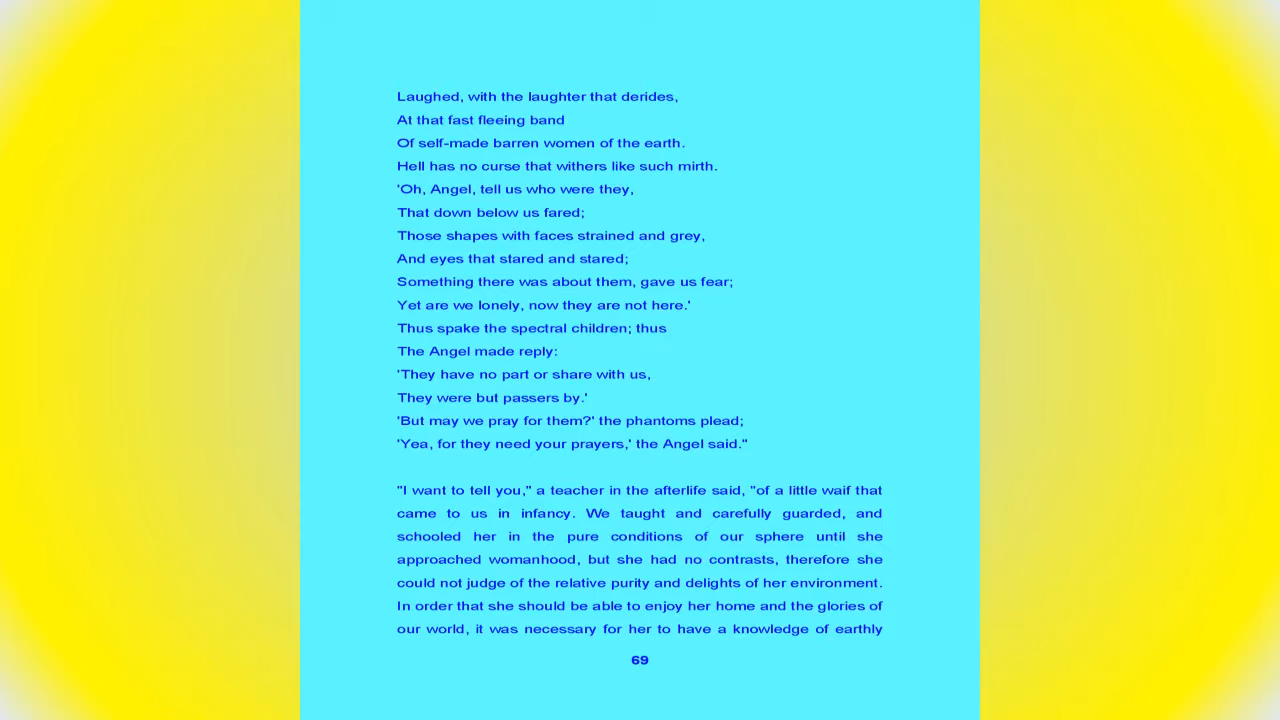 Laughed, with the laughter that derides,
At that fast fleeing band
Of self-made barren women of the earth.
Hell has no curse that withers like such mirth.
'Oh, Angel, tell us who were they,
That down below us fared;
Those shapes with faces strained and grey,
And eyes that stared and stared;
Something there was about them, gave us fear;
Yet are we lonely, now they are not here.'
Thus spake the spectral children; thus
The Angel made reply:
'They have no part or share with us,
They were but passers by.'
'But may we pray for them?' the phantoms plead;
'Yea, for they need your prayers,' the Angel said."
"I want to tell you," a teacher in the afterlife said, "of a little waif that
came to us in infancy. We taught and carefully guarded, and
schooled her in the pure conditions of our sphere until she
approached womanhood, but she had no contrasts, therefore she
could not judge of the relative purity and delights of her environment.
In order that she should be able to enjoy her home and the glories of
our world, it was necessary for her to have a knowledge of earthly
69